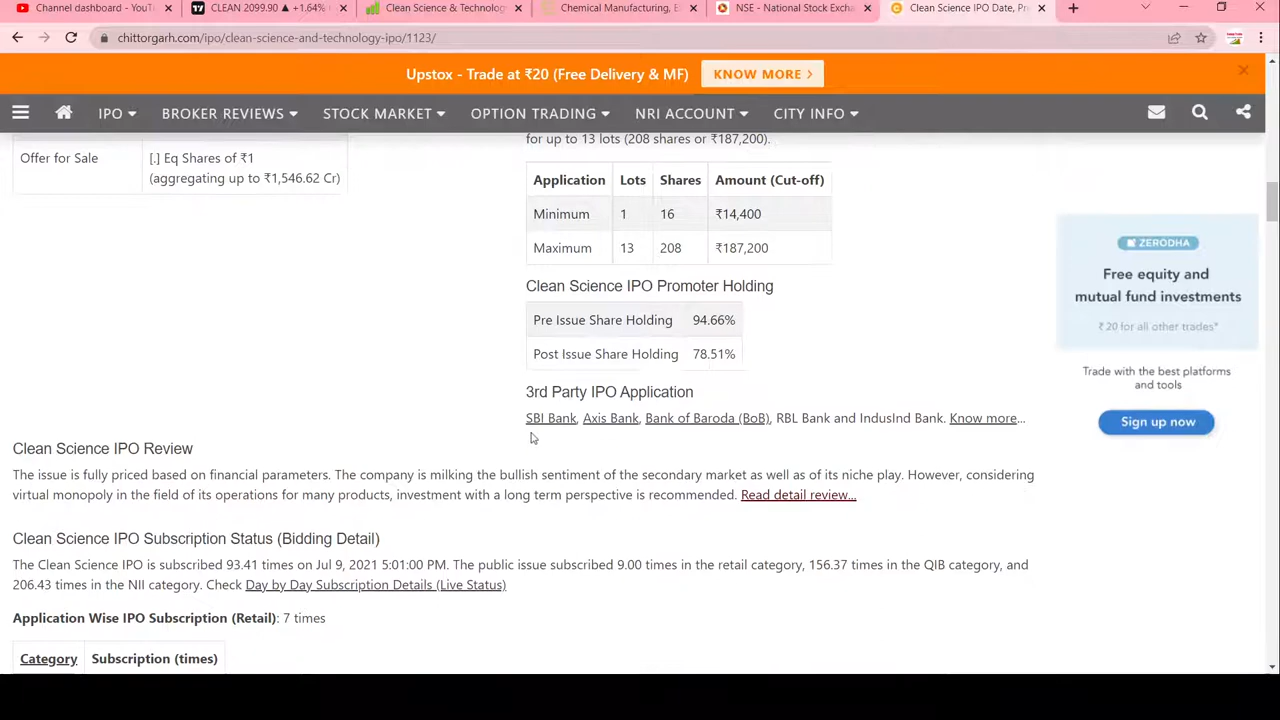 Channel dashboard - YouT
CLEAN 2099.90 ▲ +1.64%
Clean Science & Technology
Chemical Manufacturing, E
NSE - National Stock Exch
Clean Science IPO Date, Pr
chittorgarh.com/ipo/clean-science-and-technology-ipo/1123/
Upstox - Trade at ₹20 (Free Delivery & MF)
KNOW MORE >
IPO
BROKER REVIEWS
STOCK MARKET
OPTION TRADING
NRI ACCOUNT
CITY INFO
Offer for Sale
[.] Eq Shares of ₹1
(aggregating up to ₹1,546.62 Cr)
for up to 13 lots (208 shares or ₹187,200).
Application Lots Shares Amount (Cut-off)
Minimum 1 16 ₹14,400
Maximum 13 208 ₹187,200
Clean Science IPO Promoter Holding
Pre Issue Share Holding 94.66%
Post Issue Share Holding 78.51%
3rd Party IPO Application
SBI Bank, Axis Bank, Bank of Baroda (BoB), RBL Bank and IndusInd Bank. Know more...
ZERODHA
Free equity and
mutual fund investments
₹ 20 for all other trades*
Trade with the best platforms
and tools
Sign up now
Clean Science IPO Review
The issue is fully priced based on financial parameters. The company is milking the bullish sentiment of the secondary market as well as of its niche play. However, considering
virtual monopoly in the field of its operations for many products, investment with a long term perspective is recommended. Read detail review...
Clean Science IPO Subscription Status (Bidding Detail)
The Clean Science IPO is subscribed 93.41 times on Jul 9, 2021 5:01:00 PM. The public issue subscribed 9.00 times in the retail category, 156.37 times in the QIB category, and
206.43 times in the NII category. Check Day by Day Subscription Details (Live Status)
Application Wise IPO Subscription (Retail): 7 times
Category Subscription (times)